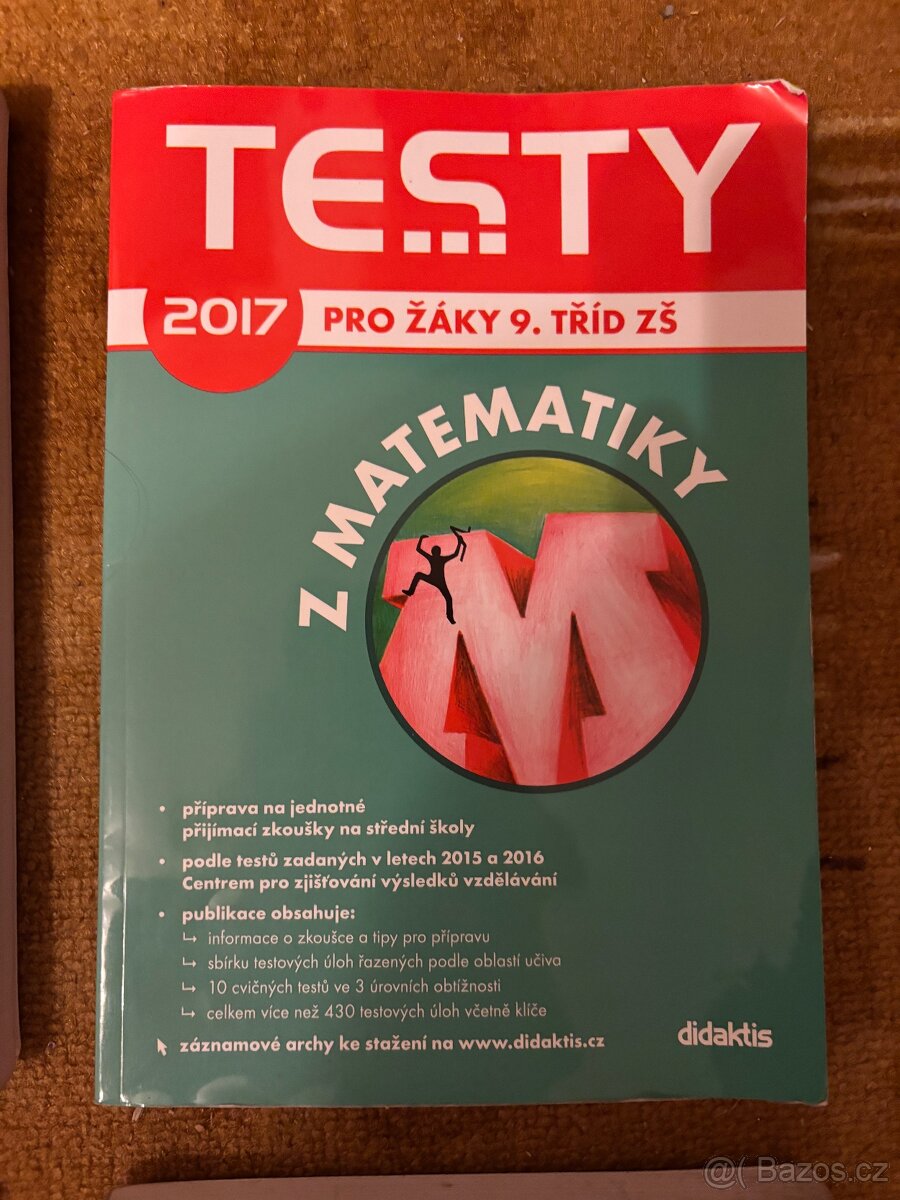 TESTY
2017 PRO ŽÁKY 9. TŘÍD ZŠ
Z MATEMATIKY
• příprava na jednotné
přijímací zkoušky na střední školy
• podle testů zadaných v letech 2015 a 2016
Centrem pro zjišťování výsledků vzdělávání
• publikace obsahuje:
↳ informace o zkoušce a tipy pro přípravu
↳ sbírku testových úloh řazených podle oblastí učiva
↳ 10 cvičných testů ve 3 úrovních obtížnosti
↳ celkem více než 430 testových úloh včetně klíče
záznamové archy ke stažení na www.didaktis.cz
didaktis
@( Bazos.cz